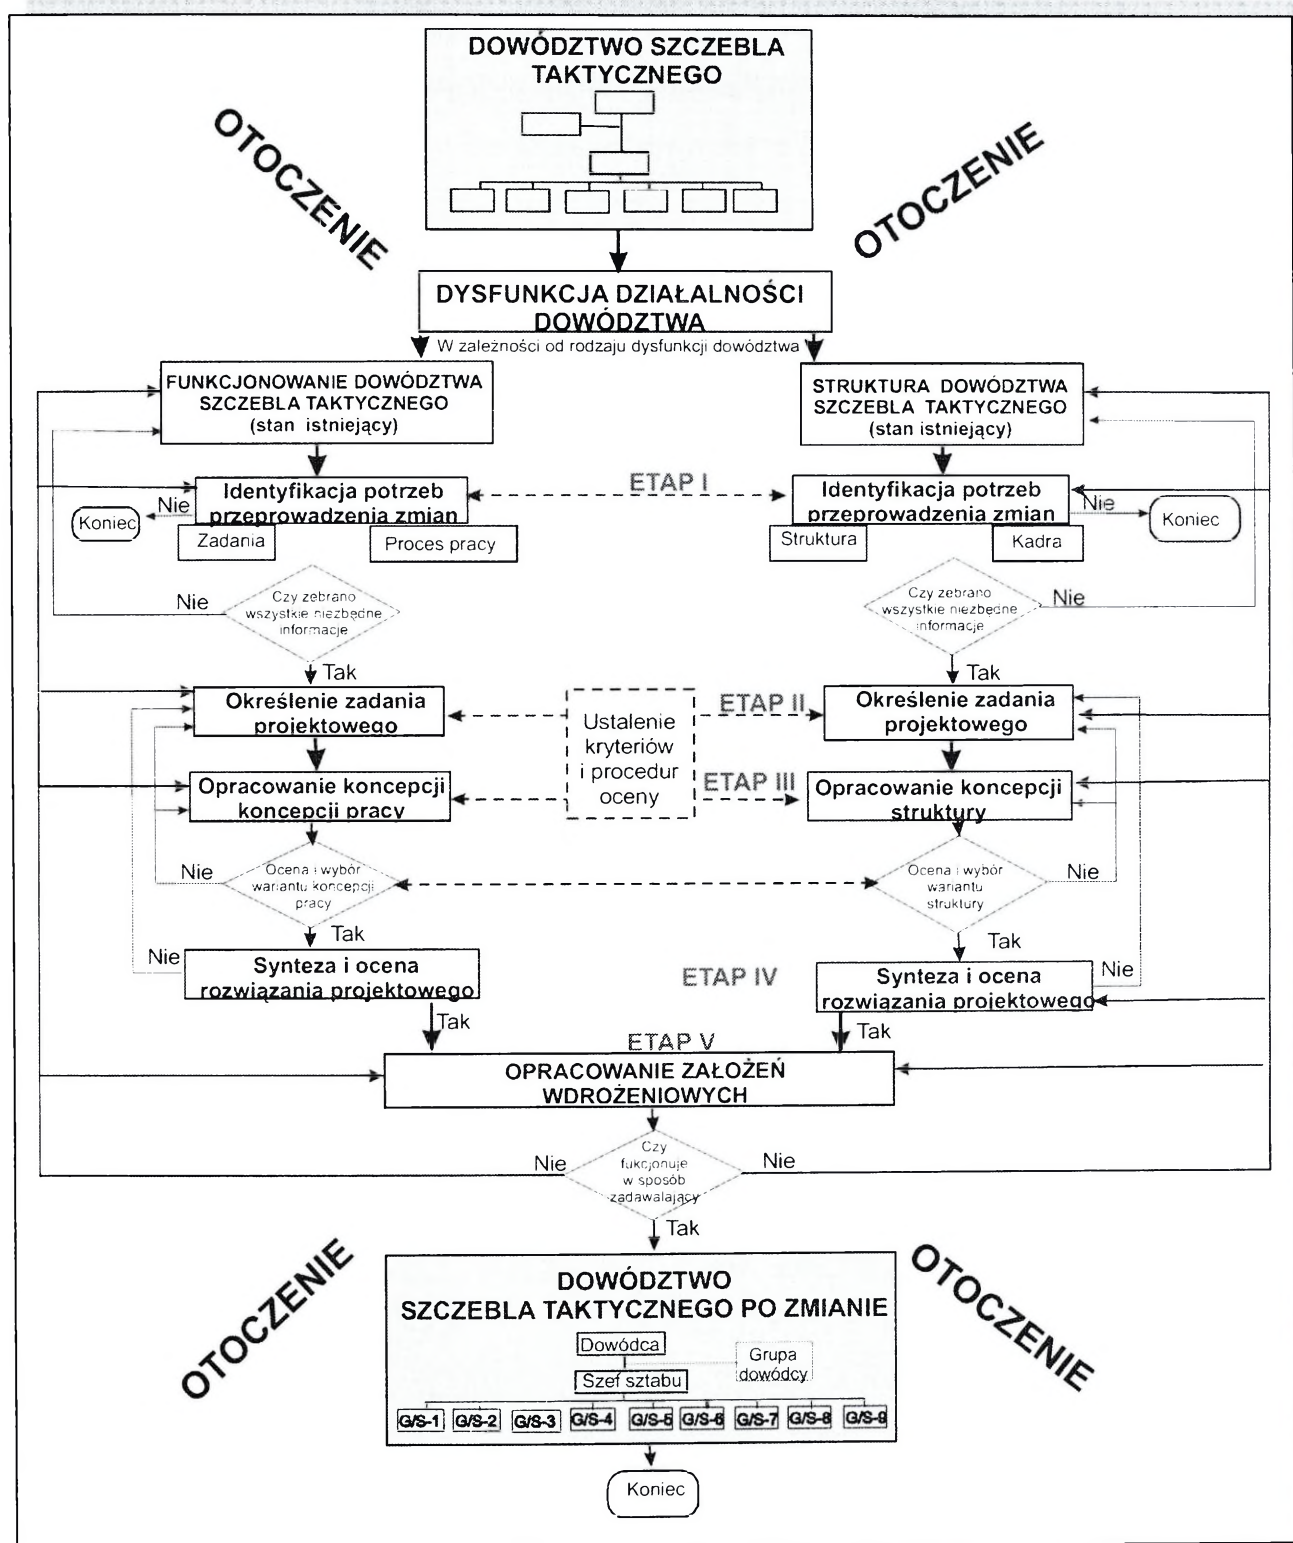 DOWÓDZTWO SZCZEBLA
TAKTYCZNEGO
OTOCZENIE
OTOCZENIE
DYSFUNKCJA DZIAŁALNOŚCI
DOWÓDZTWA
W zależności od rodzaju dysfunkcji dowództwa
FUNKCJONOWANIE DOWÓDZTWA
SZCZEBLA TAKTYCZNEGO
(stan istniejący)
STRUKTURA DOWÓDZTWA
SZCZEBLA TAKTYCZNEGO
(stan istniejący)
ETAP I
Identyfikacja potrzeb
przeprowadzenia zmian
Nie
Koniec
Zadania
Proces pracy
Identyfikacja potrzeb
przeprowadzenia zmian
Nie
Koniec
Struktura
Kadra
Czy zebrano
wszystkie niezbędne
informacje
Nie
Tak
Czy zebrano
wszystkie niezbędne
informacje
Nie
Tak
Określenie zadania
projektowego
Ustalenie
kryteriów
i procedur
oceny
ETAP II
Określenie zadania
projektowego
Opracowanie koncepcji
koncepcji pracy
ETAP III
Opracowanie koncepcji
struktury
Nie
Ocena i wybór
wariantu koncepcji
pracy
Tak
Ocena i wybór
wariantu
struktury
Nie
Tak
Nie
Synteza i ocena
rozwiązania projektowego
Tak
ETAP IV
Synteza i ocena
rozwiązania projektowego
Nie
Tak
ETAP V
OPRACOWANIE ZAŁOŻEŃ
WDROŻENIOWYCH
Nie
Czy
fukcjonuje
w sposób
zadawalający
Nie
Tak
OTOCZENIE
OTOCZENIE
DOWÓDZTWO
SZCZEBLA TAKTYCZNEGO PO ZMIANIE
Dowódca
Grupa
dowódcy
Szef sztabu
G/S-1 G/S-2 G/S-3 G/S-4 G/S-5 G/S-6 G/S-7 G/S-8 G/S-9
Koniec